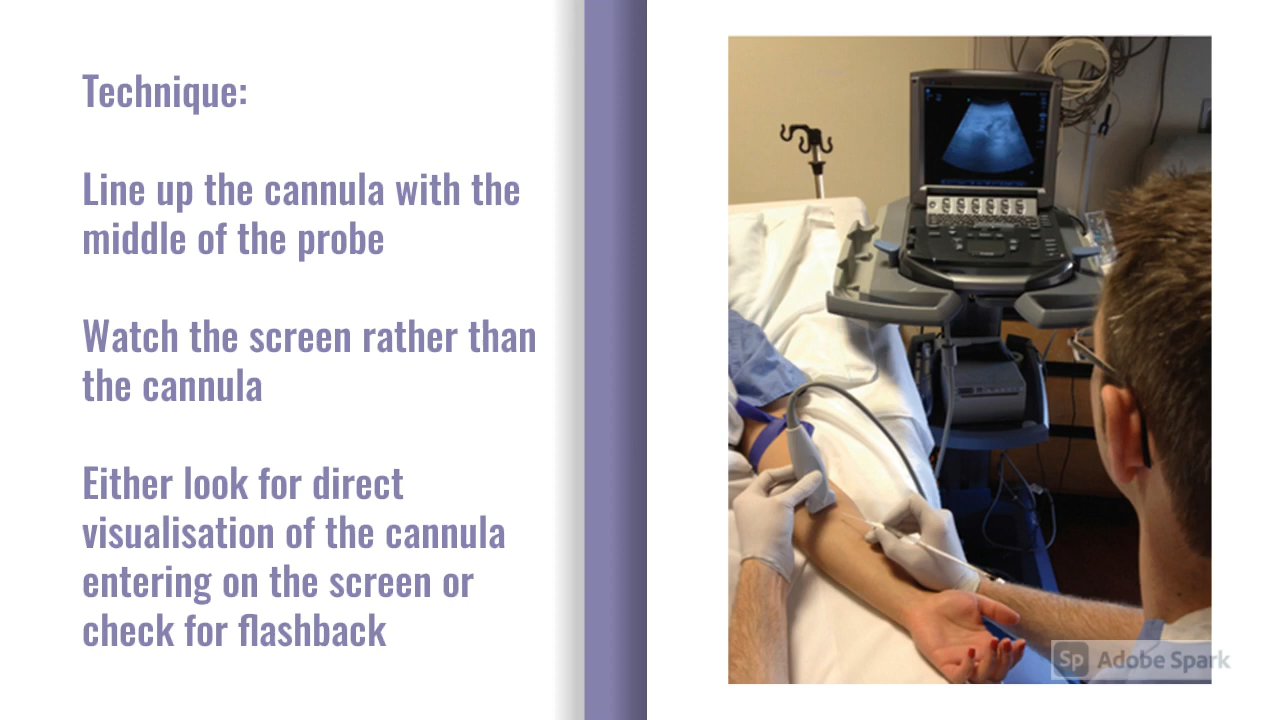 Technique:
Line up the cannula with the
middle of the probe
Watch the screen rather than
the cannula
Either look for direct
visualisation of the cannula
entering on the screen or
check for flashback
Sp Adobe Spark